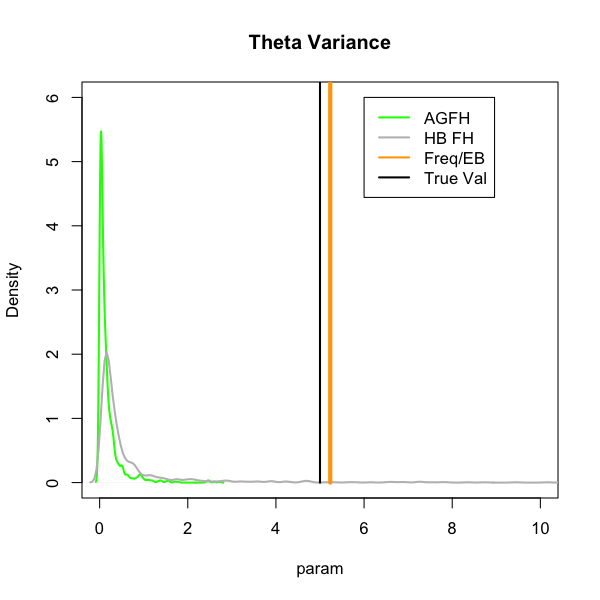 Theta Variance
Density
6
5
4
3
2
1
0
AGFH
HB FH
Freq/EB
True Val
0 2 4 6 8 10
param